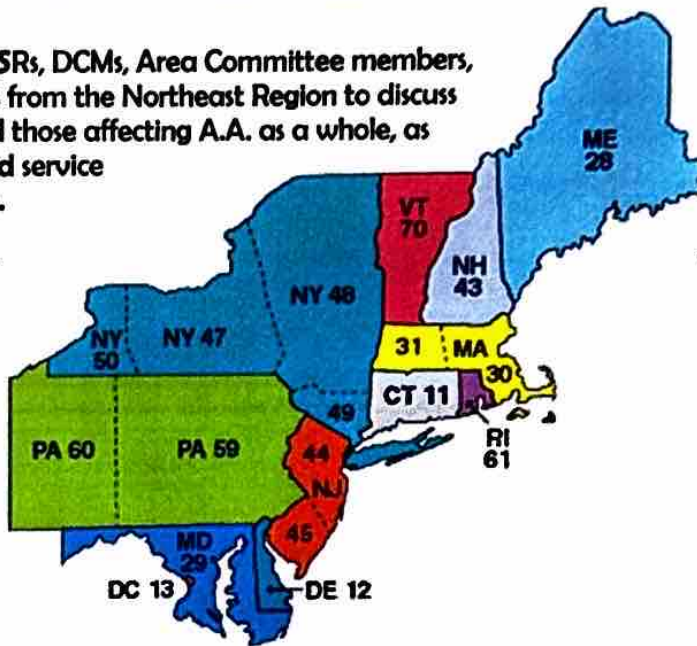 SRs, DCMs, Area Committee members,
from the Northeast Region to discuss
those affecting A.A. as a whole, as
d service
ME
28
VT
70
NH
43
NY 48
NY 47
NY
50
31
MA
30
CT 11
49
RI
61
PA 60
PA 59
44
NJ
45
MD
29
DC 13
DE 12